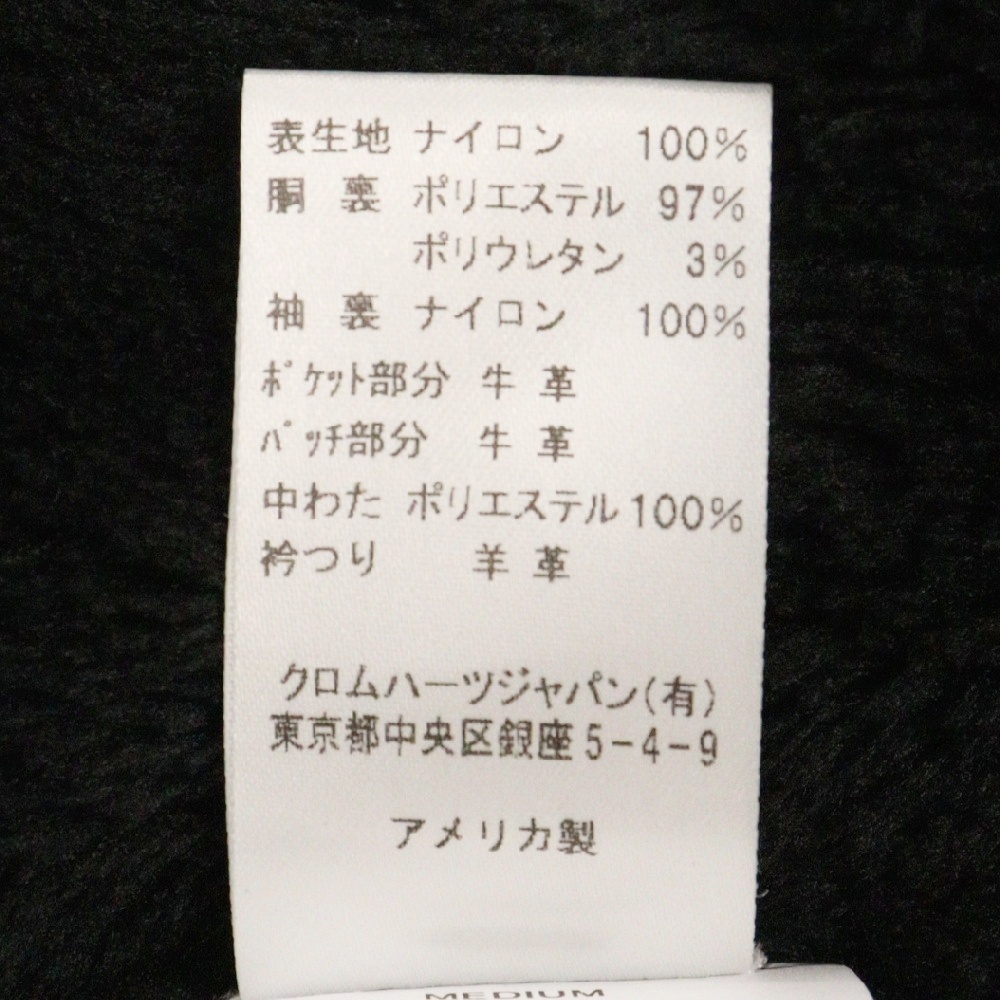 表生地 ナイロン 100%
胴 裏 ポリエステル 97%
ポリウレタン 3%
袖 裏 ナイロン 100%
ポケット部分 牛 革
パッチ部分 牛 革
中わた ポリエステル100%
衿つり 羊 革
クロムハーツジャパン(有)
東京都中央区銀座5-4-9
アメリカ製
MEDIUM